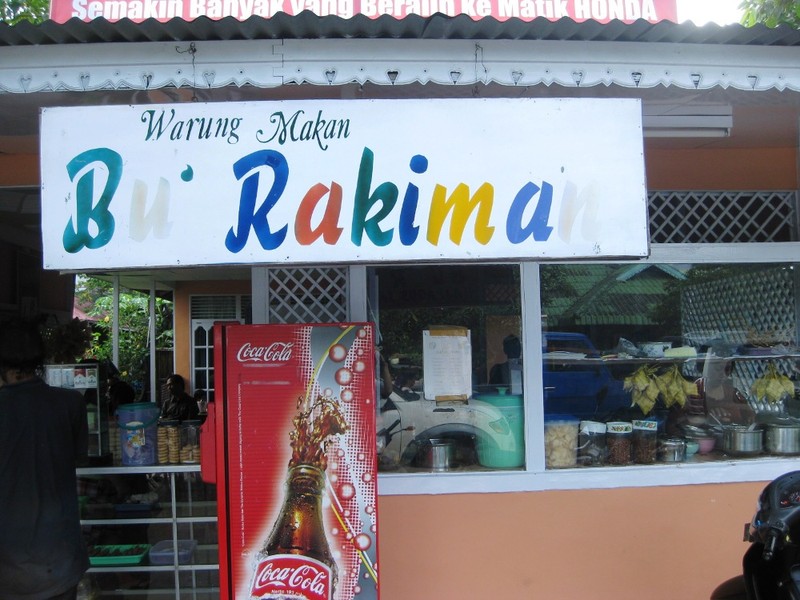 Semakin Banyak yang Beralih ke Matik HONDA
Warung Makan
Bu' Rakiman
Coca-Cola
Coca-Cola